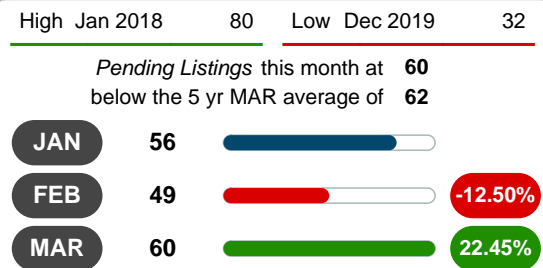 High Jan 2018 80 Low Dec 2019 32
Pending Listings this month at 60
below the 5 yr MAR average of 62
JAN 56
FEB 49 -12.50%
MAR 60 22.45%